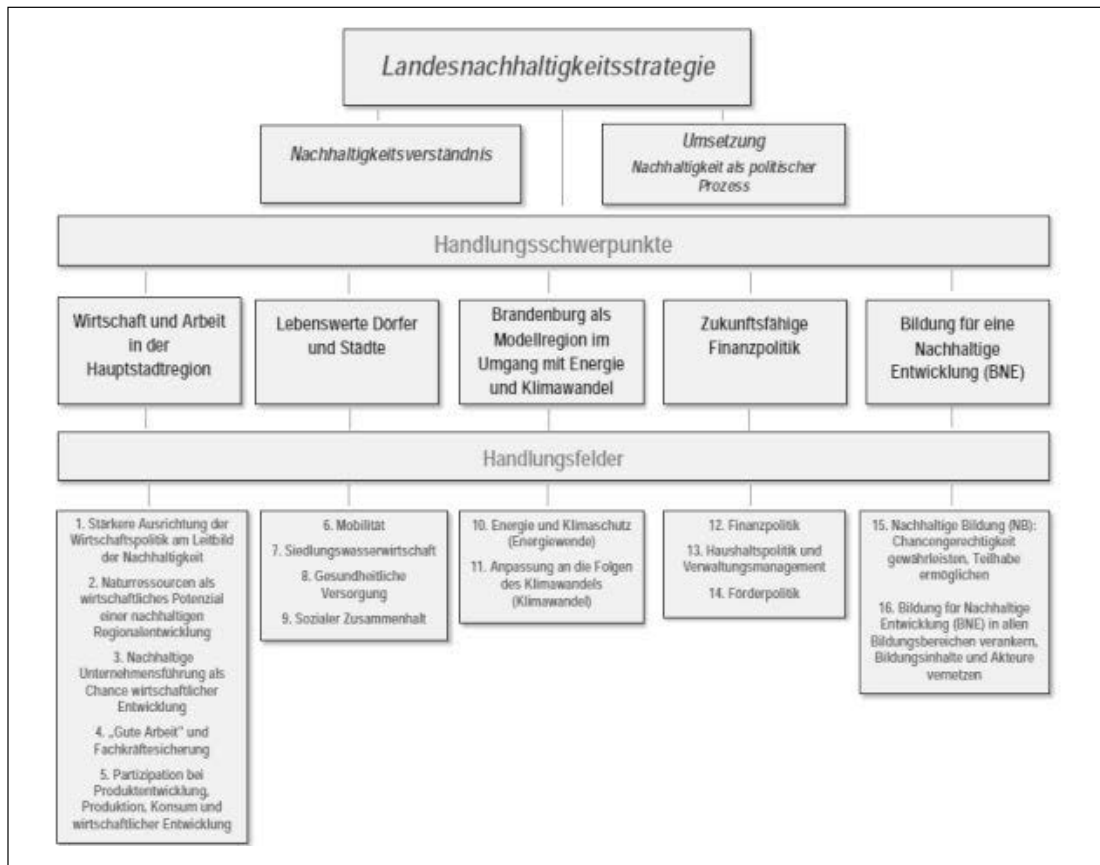 Landesnachhaltigkeitsstrategie
Nachhaltigkeitsverständnis
Umsetzung
Nachhaltigkeit als politischer
Prozess
Handlungsschwerpunkte
Wirtschaft und Arbeit
in der
Hauptstadtregion
Lebenswerte Dörfer
und Städte
Brandenburg als
Modellregion im
Umgang mit Energie
und Klimawandel
Zukunftsfähige
Finanzpolitik
Bildung für eine
Nachhaltige
Entwicklung (BNE)
Handlungsfelder
1. Stärkere Ausrichtung der
Wirtschaftspolitik am Leitbild
der Nachhaltigkeit
2. Naturressourcen als
wirtschaftliches Potenzial
einer nachhaltigen
Regionalentwicklung
3. Nachhaltige
Unternehmensführung als
Chance wirtschaftlicher
Entwicklung
4. „Gute Arbeit" und
Fachkräftesicherung
5. Partizipation bei
Produktentwicklung,
Produktion, Konsum und
wirtschaftlicher Entwicklung
6. Mobilität
7. Siedlungswasserwirtschaft
8. Gesundheitliche
Versorgung
9. Sozialer Zusammenhalt
10. Energie und Klimaschutz
(Energiewende)
11. Anpassung an die Folgen
des Klimawandels
(Klimawandel)
12. Finanzpolitik
13. Haushaltspolitik und
Verwaltungsmanagement
14. Förderpolitik
15. Nachhaltige Bildung (NB):
Chancengerechtigkeit
gewährleisten, Teilhabe
ermöglichen
16. Bildung für Nachhaltige
Entwicklung (BNE) in allen
Bildungsbereichen verankern,
Bildungsinhalte und Akteure
vernetzen